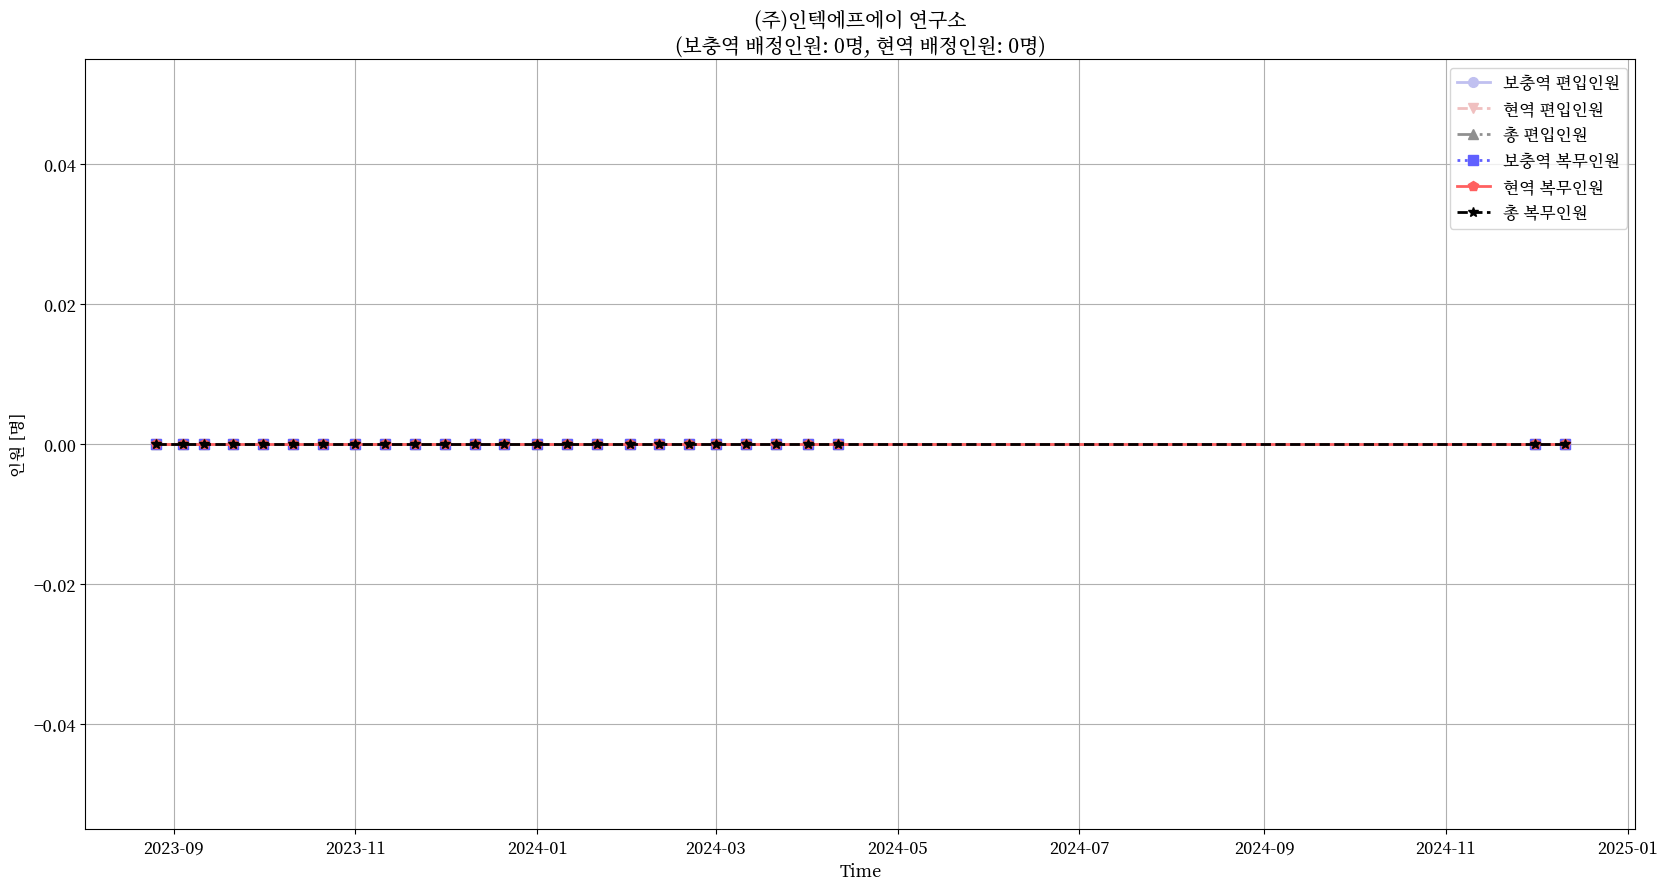 (주)인텍에프에이 연구소
(보충역 배정인원: 0명, 현역 배정인원: 0명)
보충역 편입인원
현역 편입인원
총 편입인원
보충역 복무인원
현역 복무인원
총 복무인원
0.04
0.02
0.00
−0.02
−0.04
인원 [명]
2023-09 2023-11 2024-01 2024-03 2024-05 2024-07 2024-09 2024-11 2025-01
Time